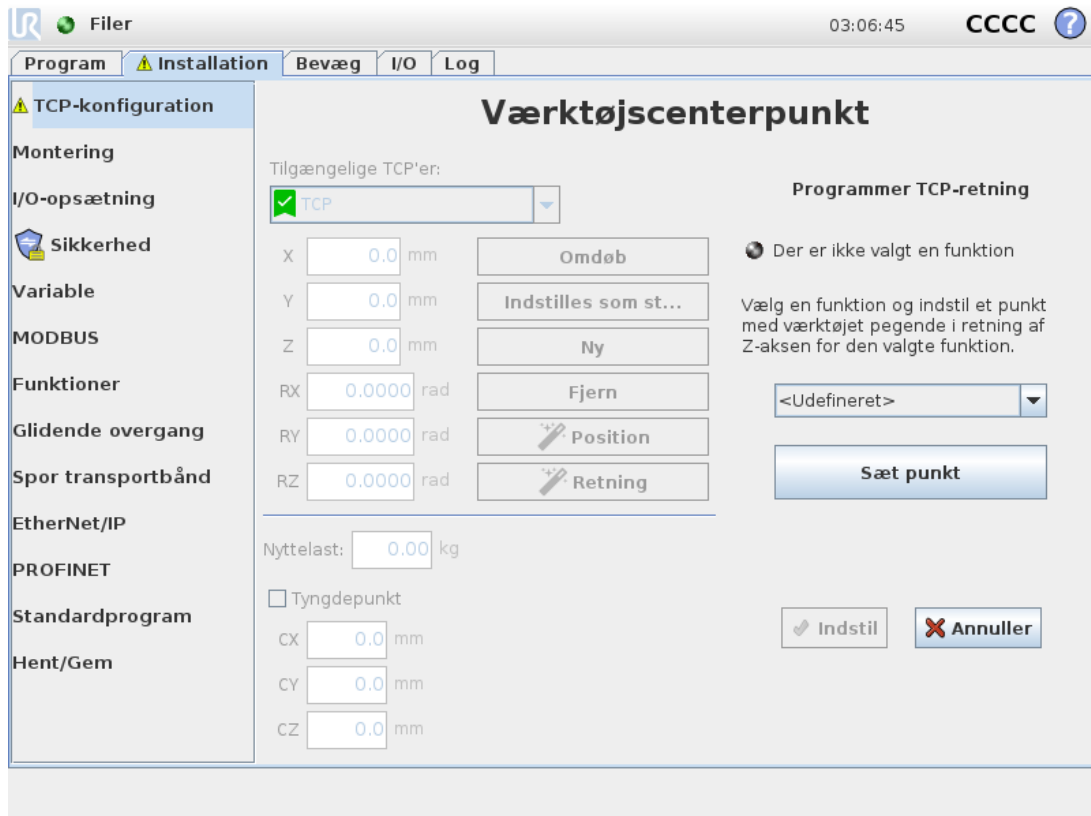 UR Filer 03:06:45 CCCC ?
Program Installation Bevæg I/O Log
TCP-konfiguration
Montering
I/O-opsætning
Sikkerhed
Variable
MODBUS
Funktioner
Glidende overgang
Spor transportbånd
EtherNet/IP
PROFINET
Standardprogram
Hent/Gem
Værktøjscenterpunkt
Tilgængelige TCP'er:
TCP
X 0.0 mm Omdøb
Y 0.0 mm Indstilles som st...
Z 0.0 mm Ny
RX 0.0000 rad Fjern
RY 0.0000 rad Position
RZ 0.0000 rad Retning
Nyttelast: 0.00 kg
Tyngdepunkt
CX 0.0 mm
CY 0.0 mm
CZ 0.0 mm
Programmer TCP-retning
Der er ikke valgt en funktion
Vælg en funktion og indstil et punkt
med værktøjet pegende i retning af
Z-aksen for den valgte funktion.
<Udefineret>
Sæt punkt
Indstil Annuller